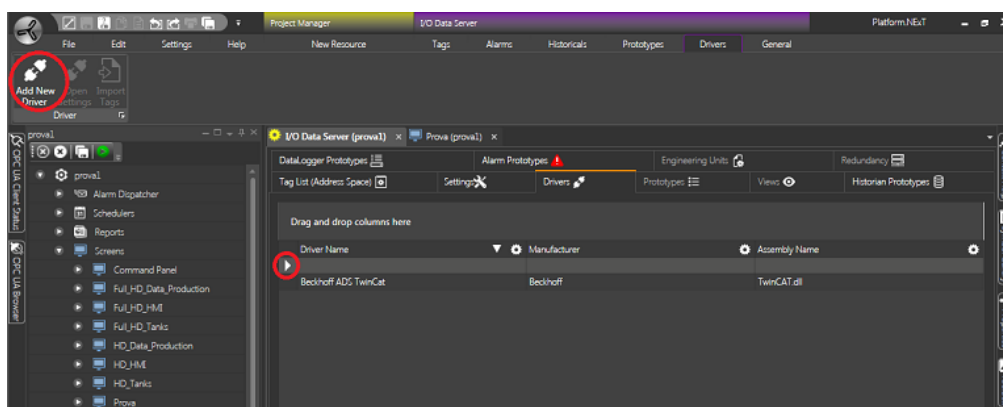 Project Manager
I/O Data Server
Platform.NExT
File Edit Settings Help New Resource Tags Alarms Historicals Prototypes Drivers General
Add New Driver
Open Settings
Import Tags
Driver
prova1
I/O Data Server (prova1) × Prova (prova1) ×
OPC UA Client Status
OPC UA Browser
prova1
Alarm Dispatcher
Schedulers
Reports
Screens
Command Panel
Full_HD_Data_Production
Full_HD_HMI
Full_HD_Tanks
HD_Data_Production
HD_HMI
HD_Tanks
Prova
DataLogger Prototypes Alarm Prototypes Engineering Units Redundancy
Tag List (Address Space) Settings Drivers Prototypes Views Historian Prototypes
Drag and drop columns here
Driver Name Manufacturer Assembly Name
Beckhoff ADS TwinCat Beckhoff TwinCAT.dll